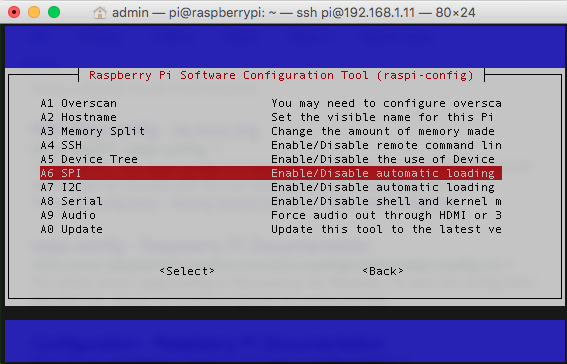 admin — pi@raspberrypi: ~ — ssh pi@192.168.1.11 — 80×24
Raspberry Pi Software Configuration Tool (raspi-config)
A1 Overscan You may need to configure oversca
A2 Hostname Set the visible name for this Pi
A3 Memory Split Change the amount of memory made
A4 SSH Enable/Disable remote command lin
A5 Device Tree Enable/Disable the use of Device
A6 SPI Enable/Disable automatic loading
A7 I2C Enable/Disable automatic loading
A8 Serial Enable/Disable shell and kernel m
A9 Audio Force audio out through HDMI or 3
A0 Update Update this tool to the latest ve
<Select> <Back>